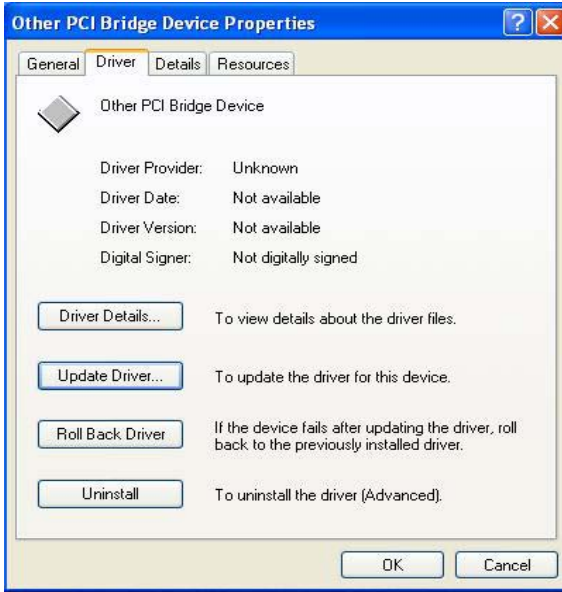 Other PCI Bridge Device Properties
General Driver Details Resources
Other PCI Bridge Device
Driver Provider: Unknown
Driver Date: Not available
Driver Version: Not available
Digital Signer: Not digitally signed
Driver Details... To view details about the driver files.
Update Driver... To update the driver for this device.
Roll Back Driver If the device fails after updating the driver, roll
back to the previously installed driver.
Uninstall To uninstall the driver (Advanced).
OK Cancel